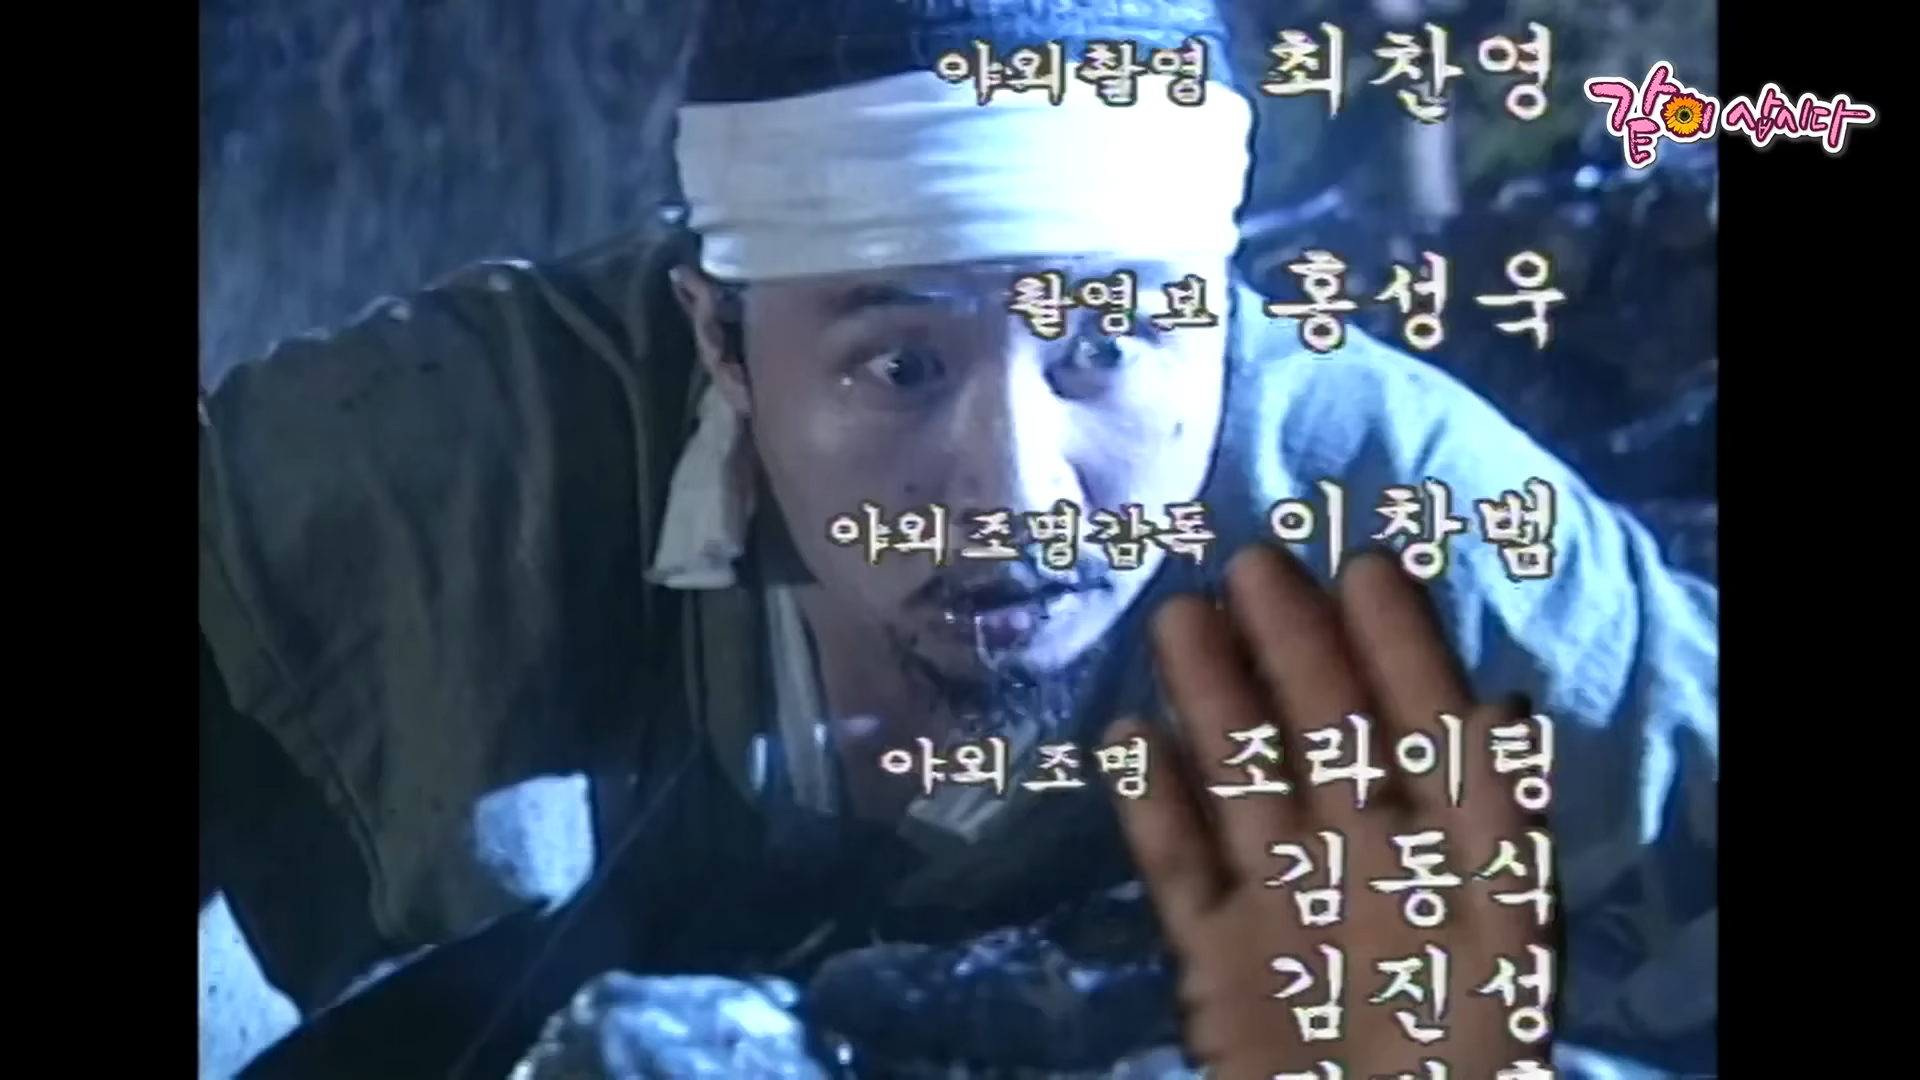 야외촬영 최찬영
같이 삽시다
촬영보 홍성욱
야외조명감독 이창범
야외조명 조라이팅
김동식
김진성